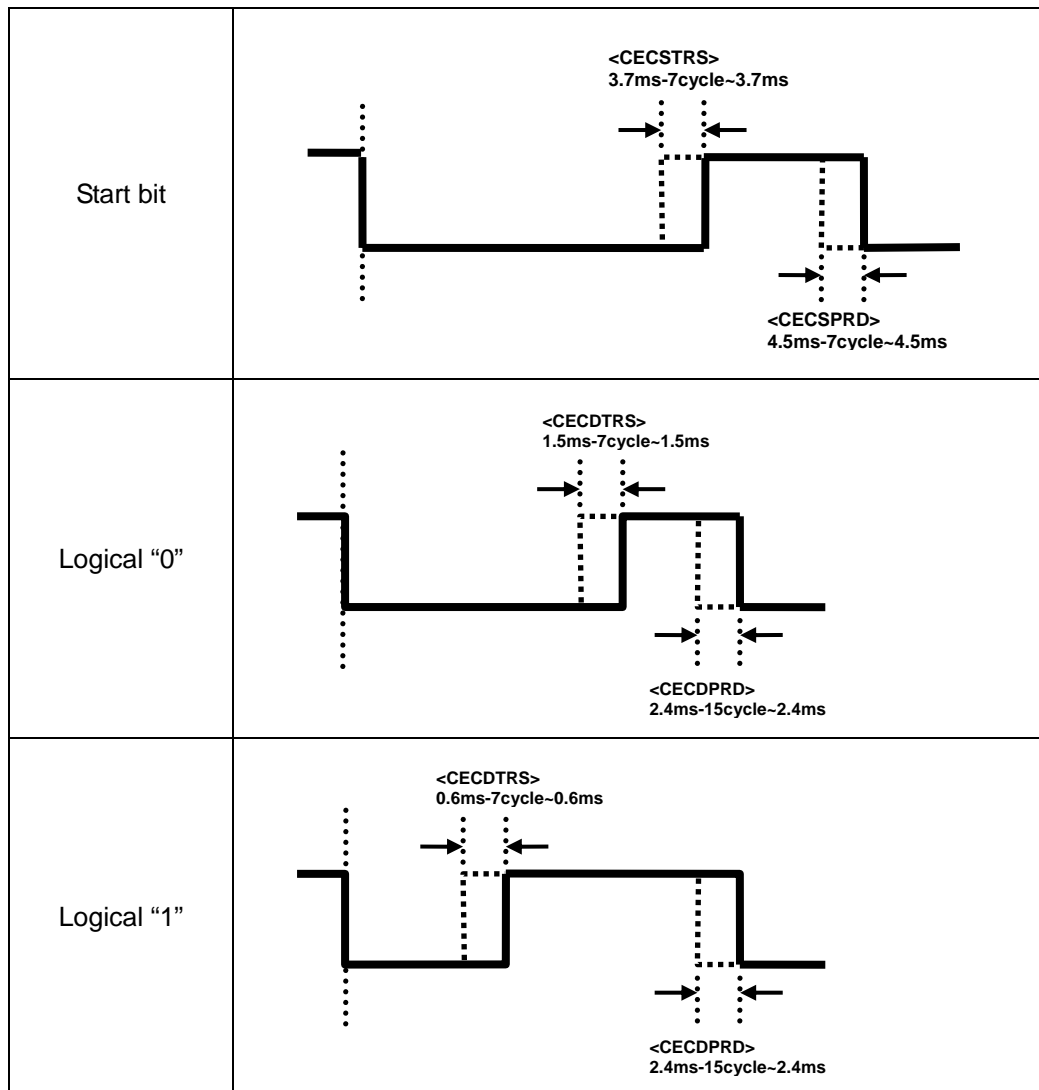 <CECSTRS>
3.7ms-7cycle~3.7ms
Start bit
<CECSPRD>
4.5ms-7cycle~4.5ms
<CECDTRS>
1.5ms-7cycle~1.5ms
Logical “0”
<CECDPRD>
2.4ms-15cycle~2.4ms
<CECDTRS>
0.6ms-7cycle~0.6ms
Logical “1”
<CECDPRD>
2.4ms-15cycle~2.4ms